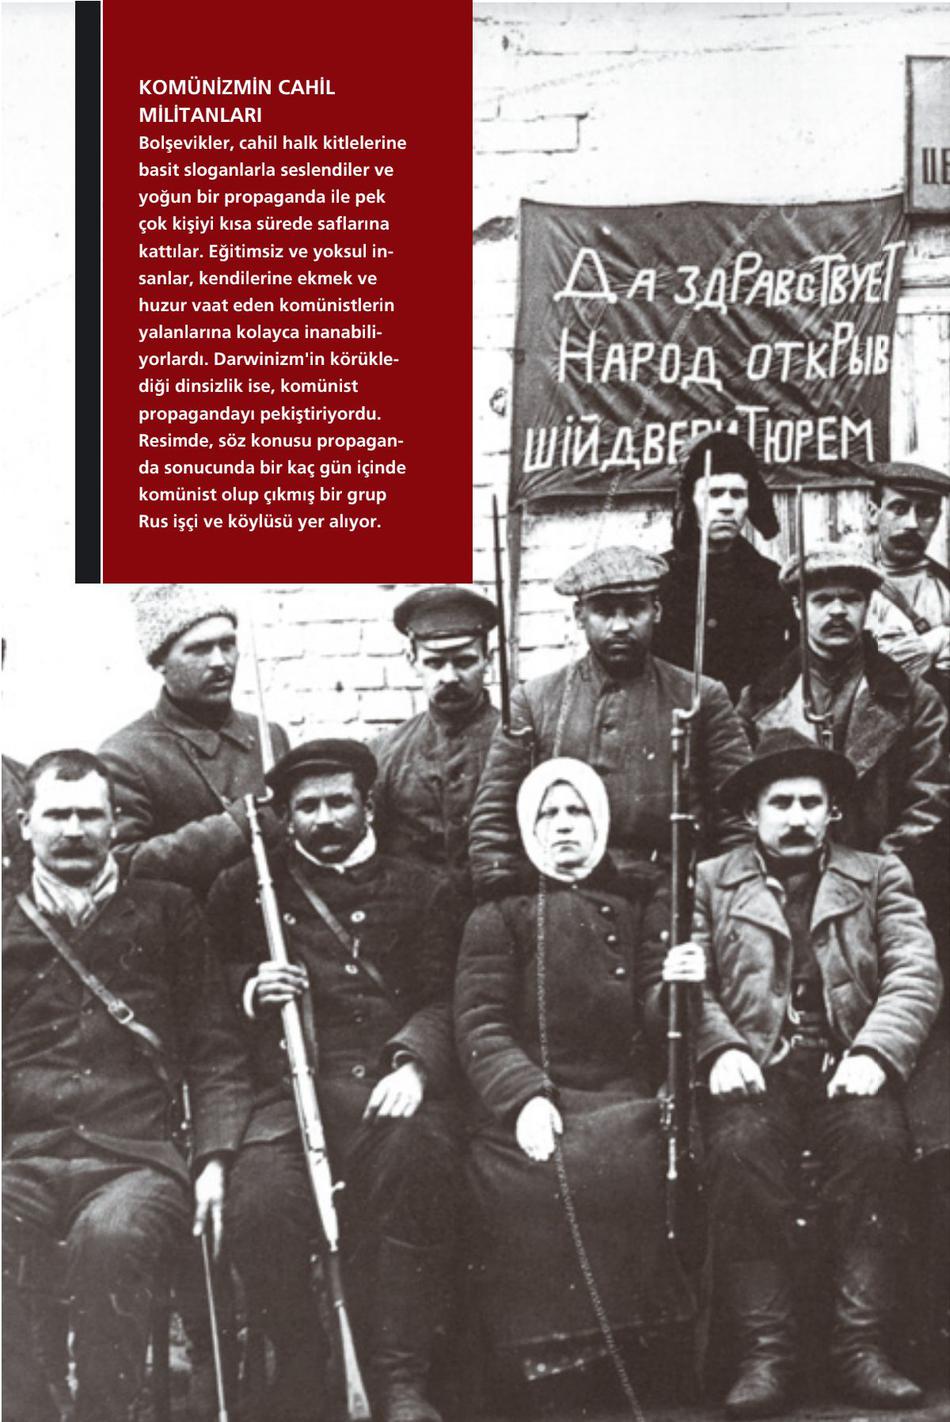 KOMÜNİZMİN CAHİL
MİLİTANLARI
Bolşevikler, cahil halk kitlelerine
basit sloganlarla seslendiler ve
yoğun bir propaganda ile pek
çok kişiyi kısa sürede saflarına
kattılar. Eğitimsiz ve yoksul in-
sanlar, kendilerine ekmek ve
huzur vaat eden komünistlerin
yalanlarına kolayca inanabili-
yorlardı. Darwinizm'in körükle-
diği dinsizlik ise, komünist
propagandayı pekiştiriyordu.
Resimde, söz konusu propagan-
da sonucunda bir kaç gün içinde
komünist olup çıkmış bir grup
Rus işçi ve köylüsü yer alıyor.
ДА ЗДРАВСТВУЕТ
НАРОД ОТКРЫВ
ШІЙ ДВЕРИ ТЮРЕМ